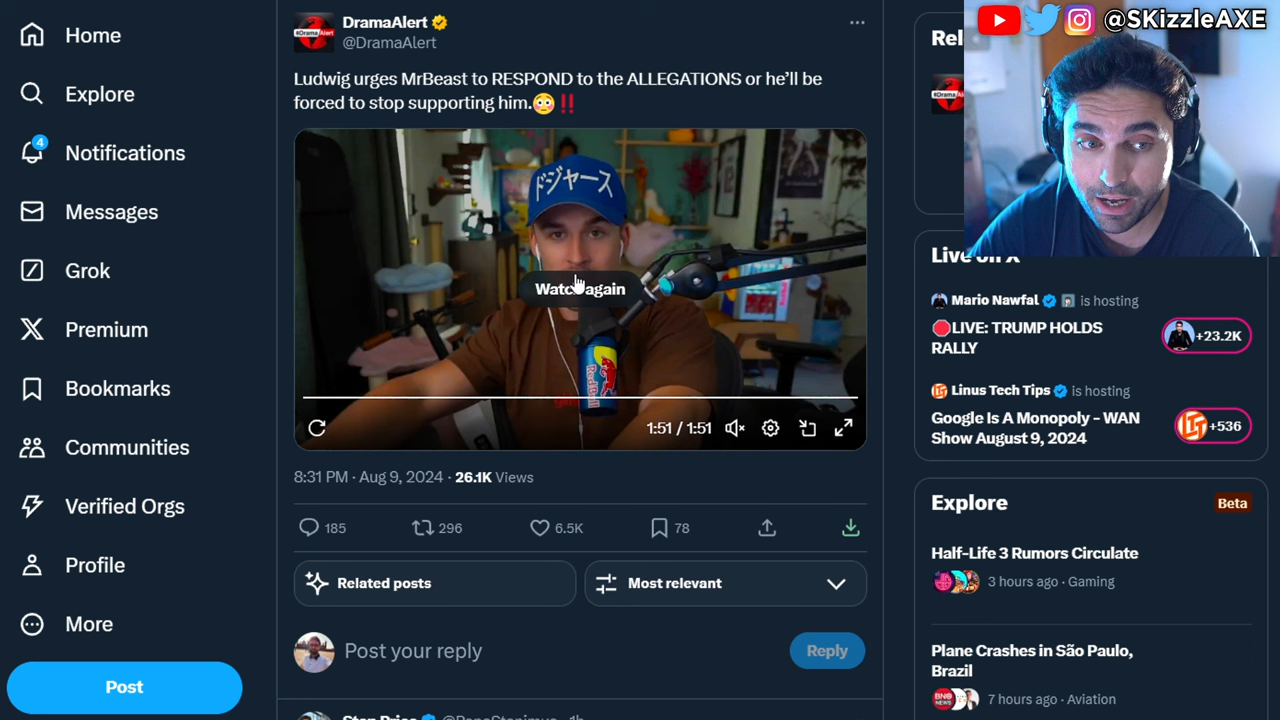 Home
Explore
4
Notifications
Messages
Grok
Premium
Bookmarks
Communities
Verified Orgs
Profile
More
Post
#DramaAlert
DramaAlert
@DramaAlert
Ludwig urges MrBeast to RESPOND to the ALLEGATIONS or he’ll be
forced to stop supporting him.😳‼️
ドジャース
Watch again
Red Bull
1:51 / 1:51
8:31 PM · Aug 9, 2024 · 26.1K Views
185
296
6.5K
78
Related posts
Most relevant
Post your reply
Reply
@SKizzleAXE
Rel
Live on X
Mario Nawfal is hosting
🛑LIVE: TRUMP HOLDS
RALLY
+23.2K
Linus Tech Tips is hosting
Google Is A Monopoly - WAN
Show August 9, 2024
+536
Explore
Beta
Half-Life 3 Rumors Circulate
3 hours ago · Gaming
Plane Crashes in São Paulo,
Brazil
BNO
NEWS
7 hours ago · Aviation